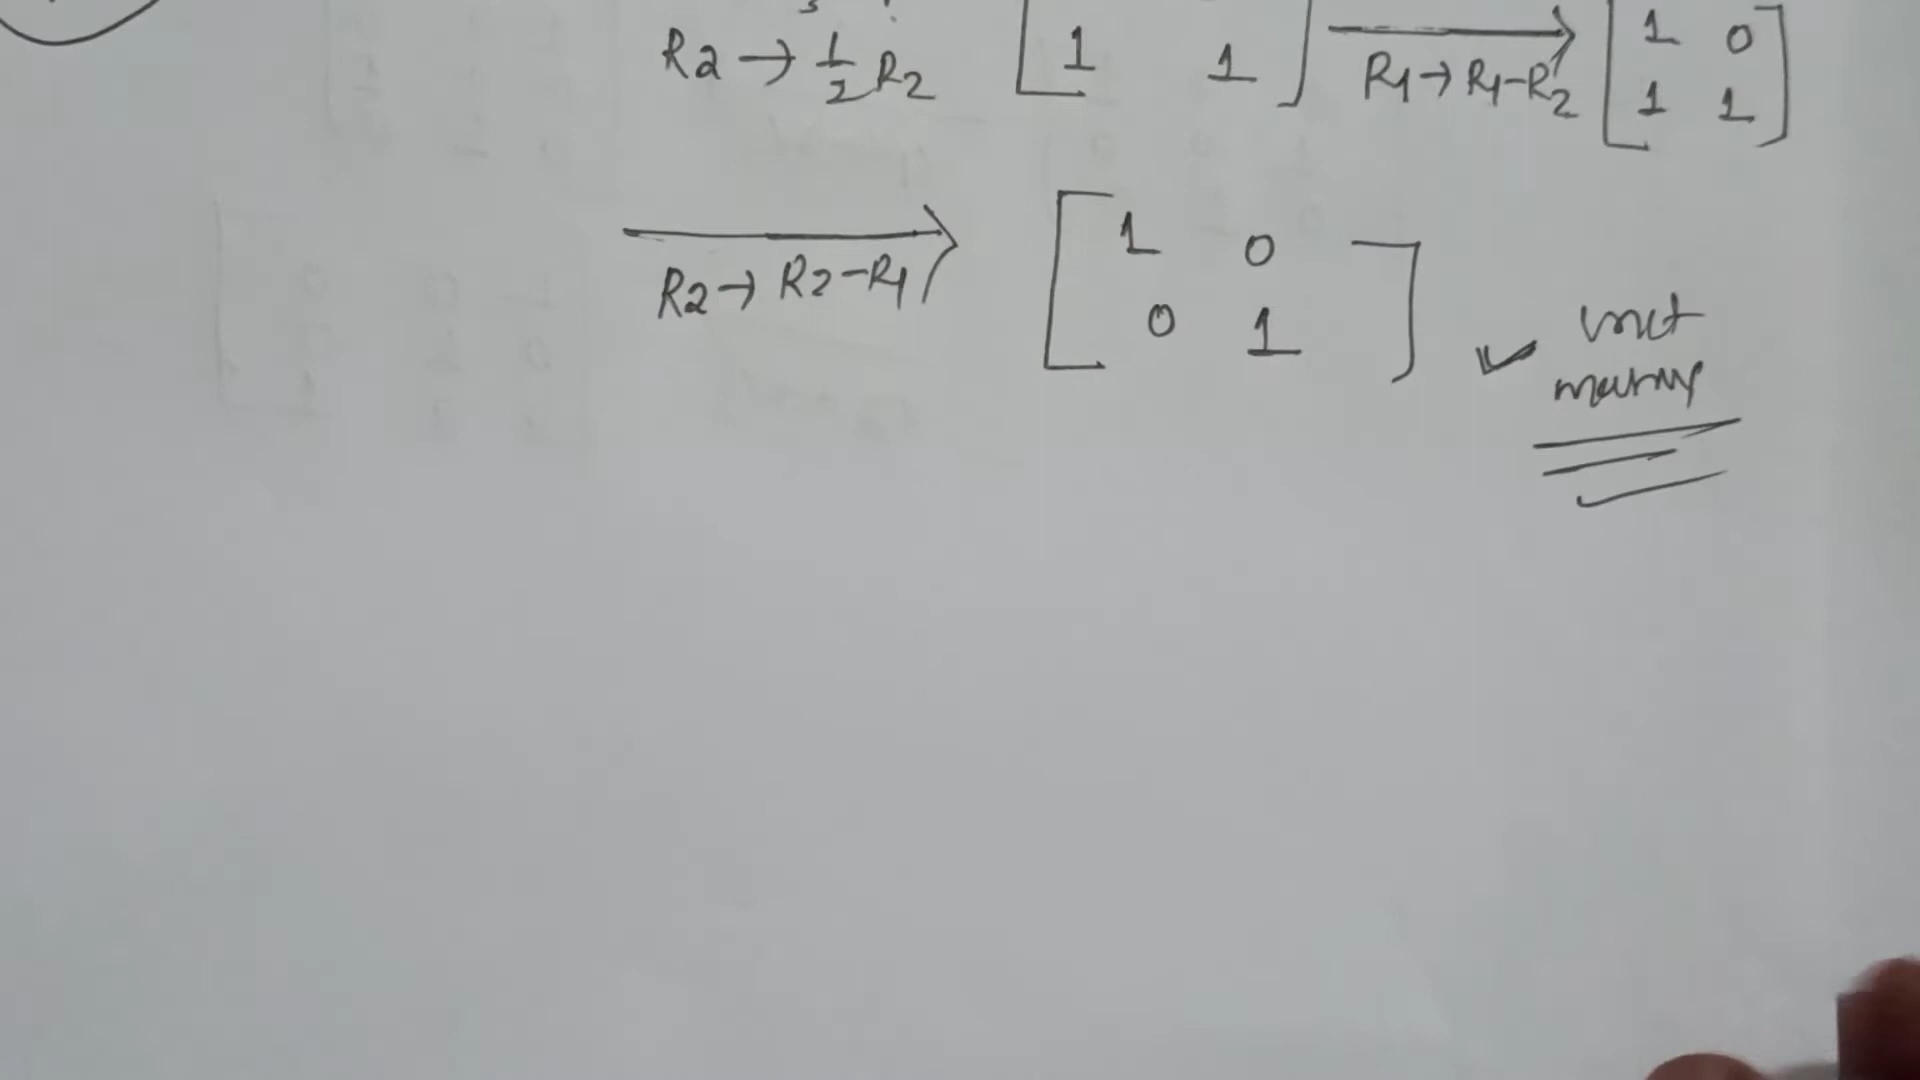 R2 → 1/2 R2 [1 1] R1 → R1-R2 [1 0
1 1]
R2 → R2-R1 [1 0
0 1] unit
matrix